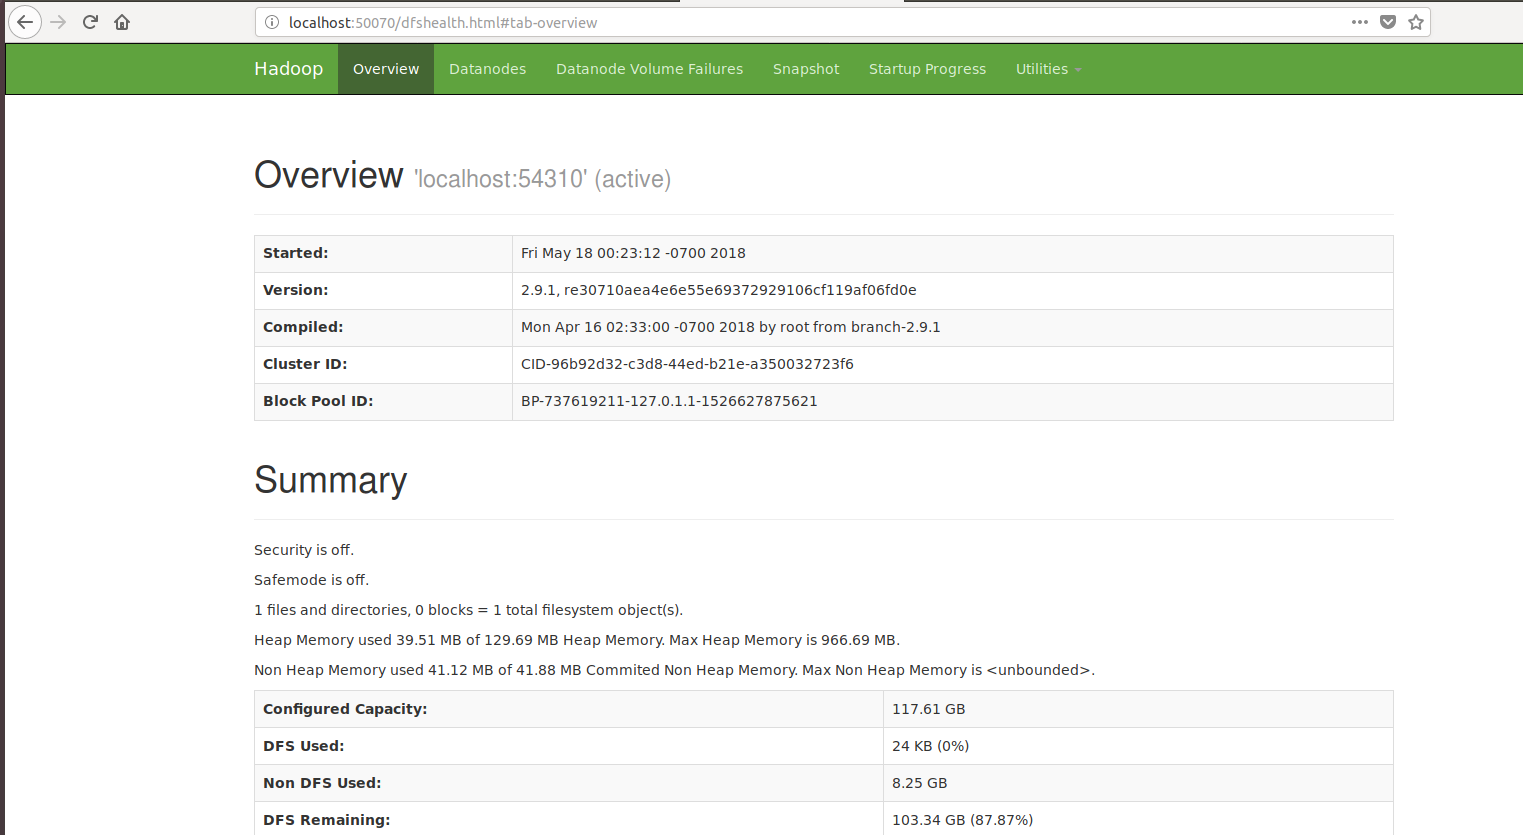 localhost:50070/dfshealth.html#tab-overview
Hadoop Overview Datanodes Datanode Volume Failures Snapshot Startup Progress Utilities
Overview 'localhost:54310' (active)
Started: Fri May 18 00:23:12 -0700 2018
Version: 2.9.1, re30710aea4e6e55e69372929106cf119af06fd0e
Compiled: Mon Apr 16 02:33:00 -0700 2018 by root from branch-2.9.1
Cluster ID: CID-96b92d32-c3d8-44ed-b21e-a350032723f6
Block Pool ID: BP-737619211-127.0.1.1-1526627875621
Summary
Security is off.
Safemode is off.
1 files and directories, 0 blocks = 1 total filesystem object(s).
Heap Memory used 39.51 MB of 129.69 MB Heap Memory. Max Heap Memory is 966.69 MB.
Non Heap Memory used 41.12 MB of 41.88 MB Commited Non Heap Memory. Max Non Heap Memory is <unbounded>.
Configured Capacity: 117.61 GB
DFS Used: 24 KB (0%)
Non DFS Used: 8.25 GB
DFS Remaining: 103.34 GB (87.87%)